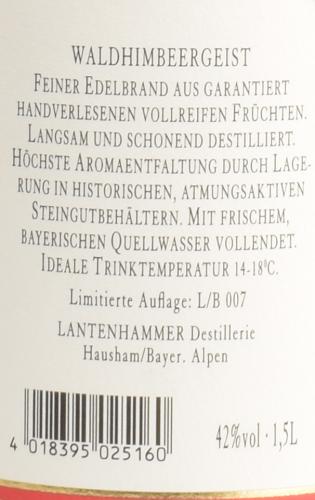 WALDHIMBEERGEIST
FEINER EDELBRAND AUS GARANTIERT
HANDVERLESENEN VOLLREIFEN FRÜCHTEN.
LANGSAM UND SCHONEND DESTILLIERT.
HÖCHSTE AROMAENTFALTUNG DURCH LAGE-
RUNG IN HISTORISCHEN, ATMUNGSAKTIVEN
STEINGUTBEHÄLTERN. MIT FRISCHEM,
BAYERISCHEN QUELLWASSER VOLLENDET.
IDEALE TRINKTEMPERATUR 14-18°C.
Limitierte Auflage: L/B 007
LANTENHAMMER Destillerie
Hausham/Bayer. Alpen
4 018395 025160
42%vol · 1,5L